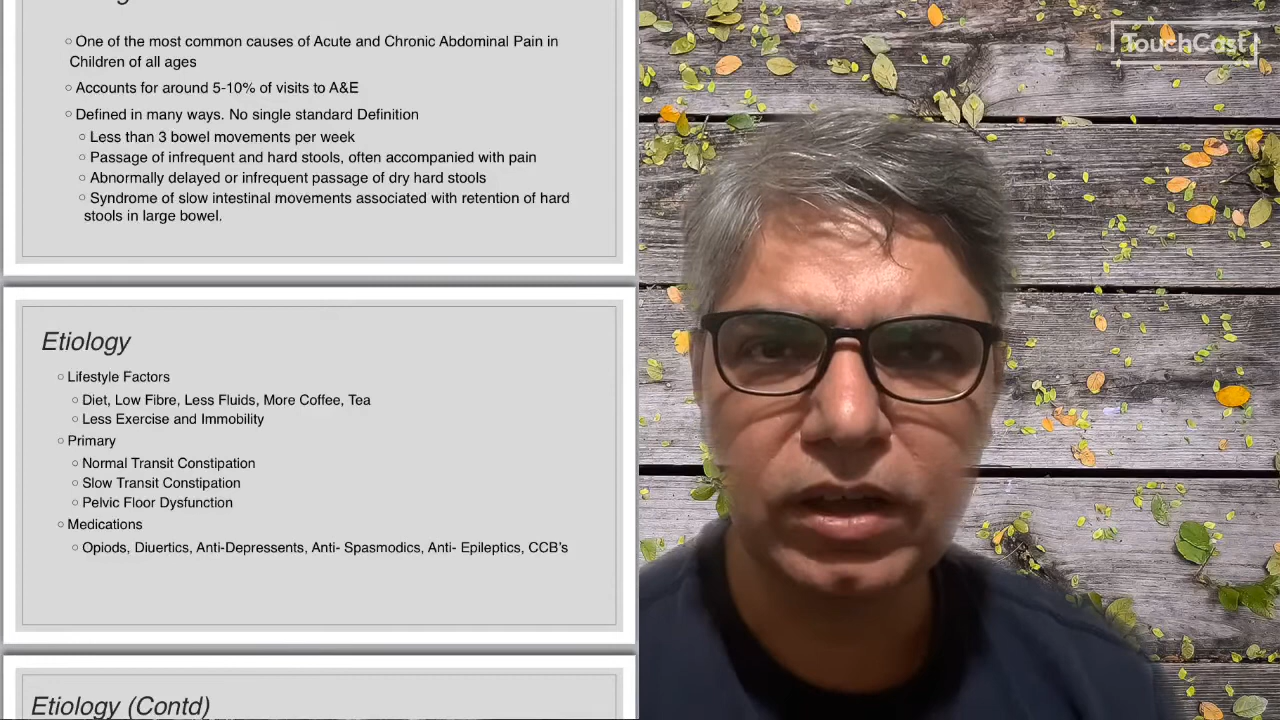 ○ One of the most common causes of Acute and Chronic Abdominal Pain in
Children of all ages
○ Accounts for around 5-10% of visits to A&E
○ Defined in many ways. No single standard Definition
○ Less than 3 bowel movements per week
○ Passage of infrequent and hard stools, often accompanied with pain
○ Abnormally delayed or infrequent passage of dry hard stools
○ Syndrome of slow intestinal movements associated with retention of hard
stools in large bowel.
Etiology
○ Lifestyle Factors
○ Diet, Low Fibre, Less Fluids, More Coffee, Tea
○ Less Exercise and Immobility
○ Primary
○ Normal Transit Constipation
○ Slow Transit Constipation
○ Pelvic Floor Dysfunction
○ Medications
○ Opiods, Diuertics, Anti-Depressents, Anti- Spasmodics, Anti- Epileptics, CCB's
Etiology (Contd)
TouchCast